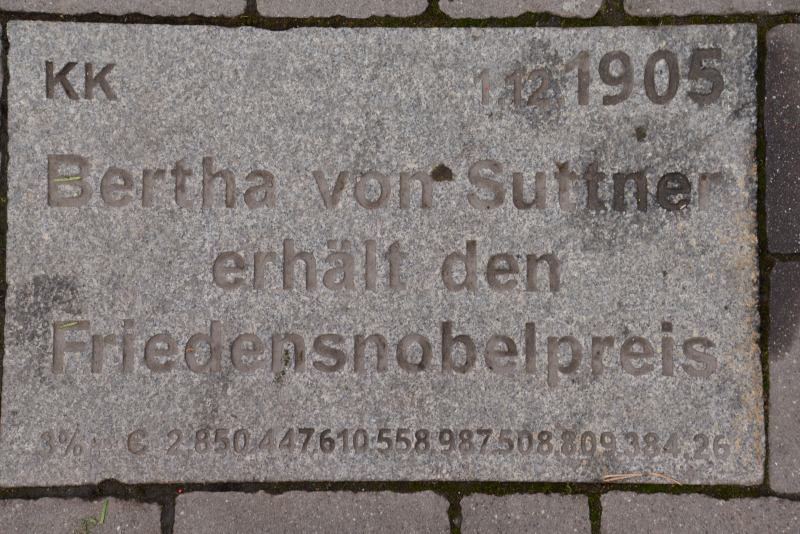 KK 1.12.1905
Bertha von Suttner
erhält den
Friedensnobelpreis
3% € 2.850.447.610.558.987.508.809.384,26